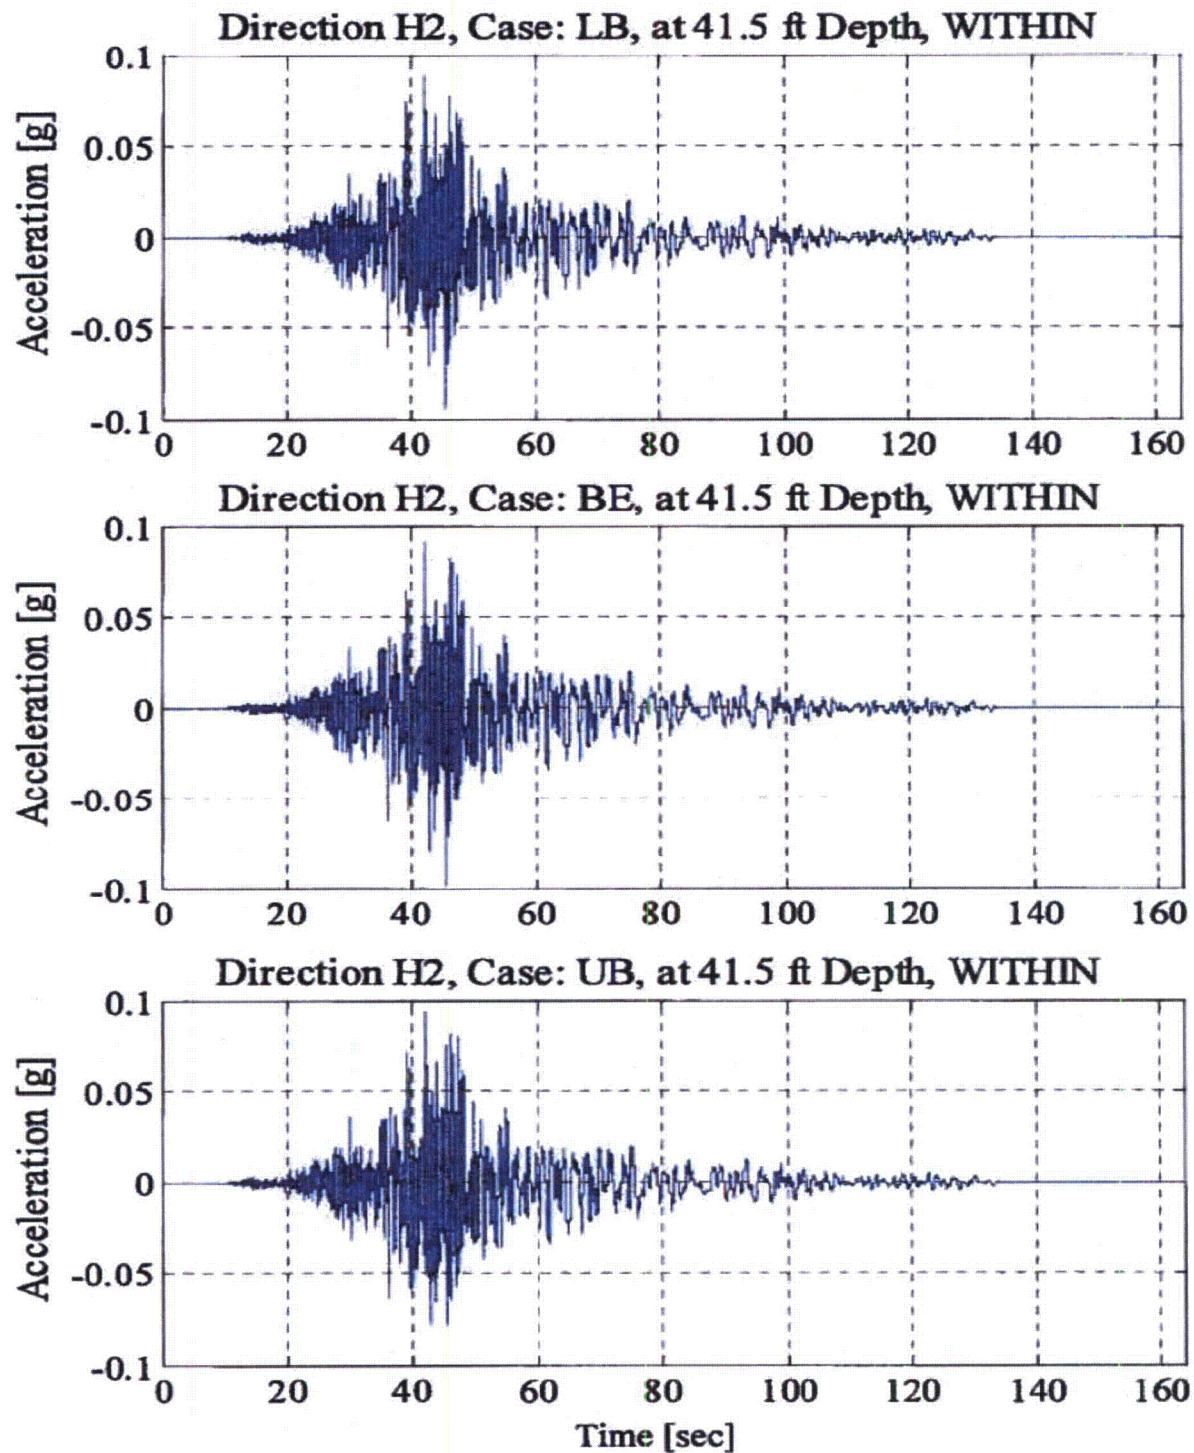 Direction H2, Case: LB, at 41.5 ft Depth, WITHIN
0.1
0.05
0
-0.05
-0.1
Acceleration [g]
0 20 40 60 80 100 120 140 160
Direction H2, Case: BE, at 41.5 ft Depth, WITHIN
0.1
0.05
0
-0.05
-0.1
Acceleration [g]
0 20 40 60 80 100 120 140 160
Direction H2, Case: UB, at 41.5 ft Depth, WITHIN
0.1
0.05
0
-0.05
-0.1
Acceleration [g]
0 20 40 60 80 100 120 140 160
Time [sec]